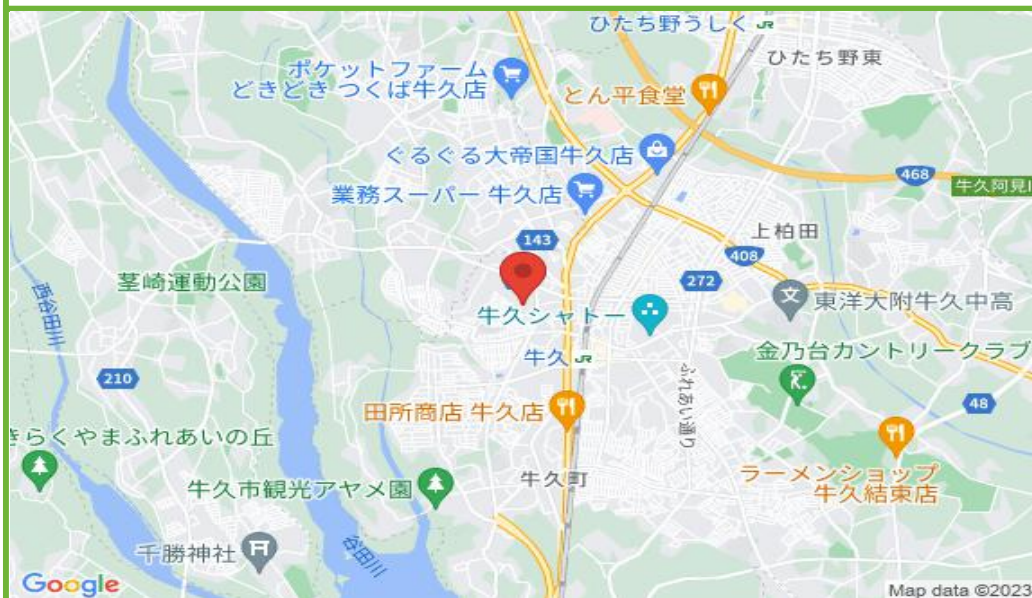 ひたち野うしく JR
ひたち野東
ポケットファーム
どきどき つくば牛久店
とん平食堂
ぐるぐる大帝国牛久店
468
牛久阿見
業務スーパー 牛久店
上柏田
143
408
茎崎運動公園
272
西谷田川
牛久シャトー
文
東洋大附牛久中高
牛久 JR
金乃台カントリークラブ
210
ふれあい通り
48
田所商店 牛久店
きらくやまふれあいの丘
ラーメンショップ
牛久結束店
牛久市観光アヤメ園
牛久町
千勝神社
谷田川
Google
Map data ©2023